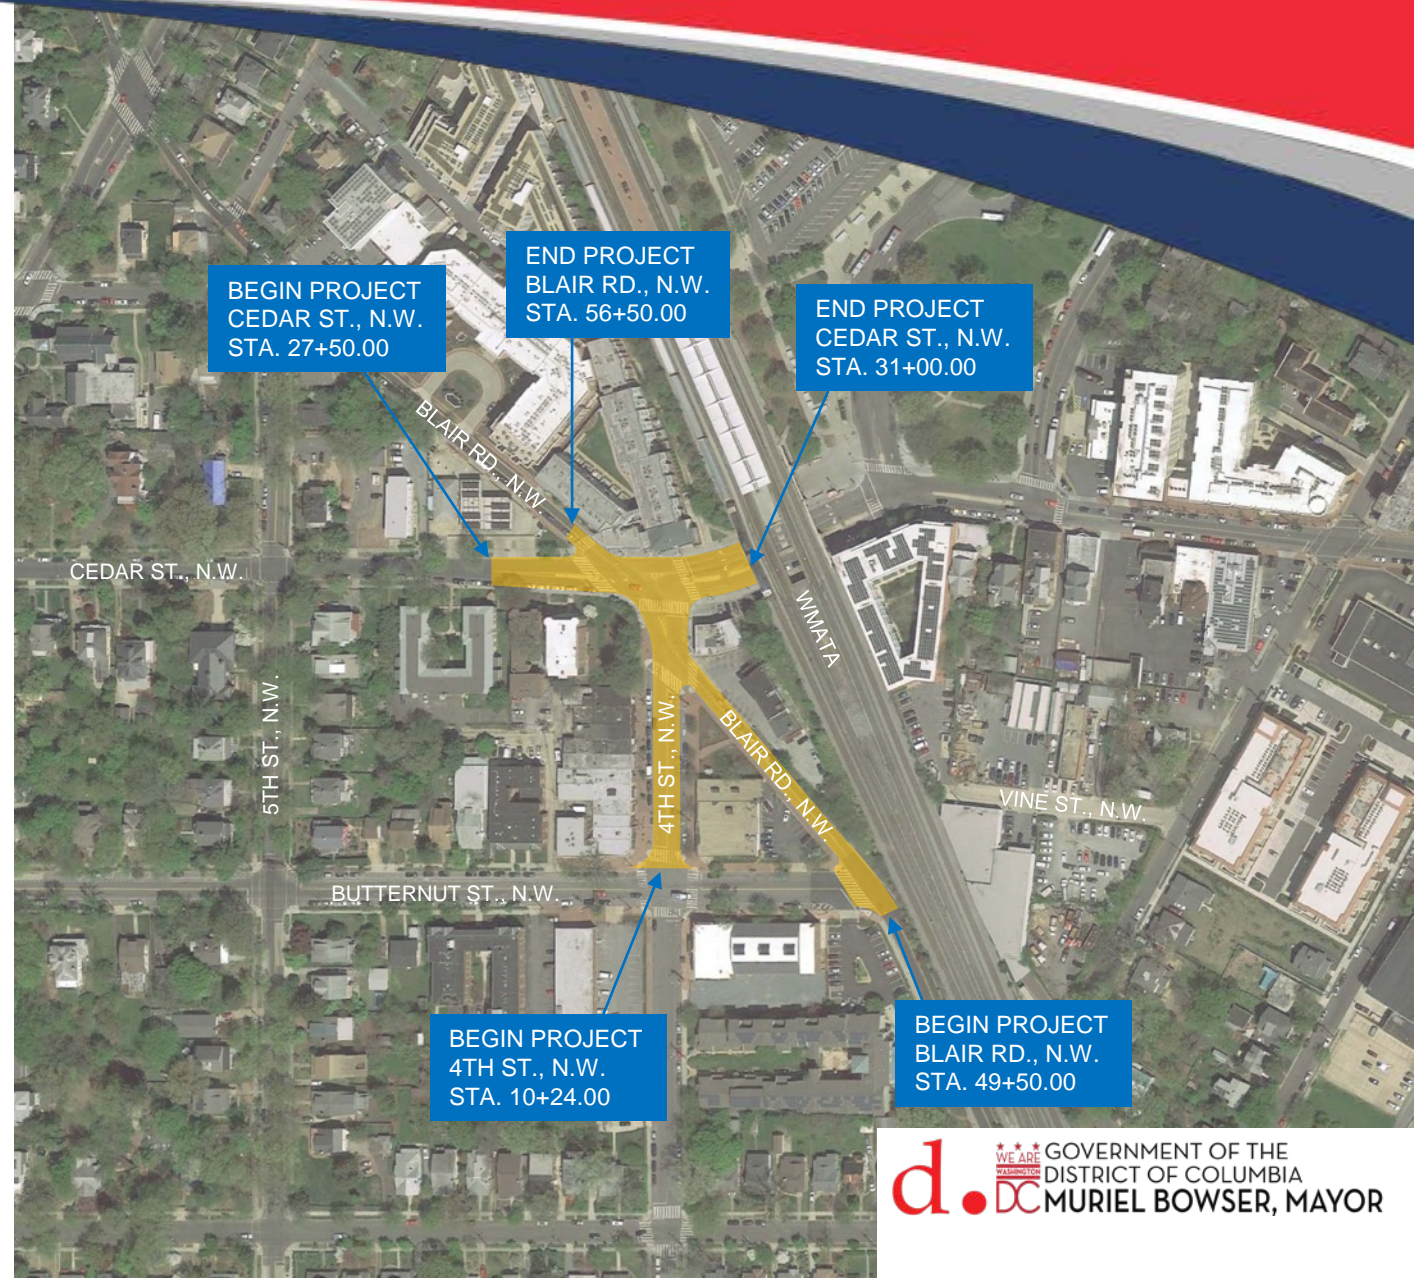 END PROJECT
BLAIR RD., N.W.
STA. 56+50.00
BEGIN PROJECT
CEDAR ST., N.W.
STA. 27+50.00
END PROJECT
CEDAR ST., N.W.
STA. 31+00.00
BLAIR RD., N.W.
CEDAR ST., N.W.
WMATA
5TH ST., N.W.
4TH ST., N.W.
BLAIR RD., N.W.
VINE ST., N.W.
BUTTERNUT ST., N.W.
BEGIN PROJECT
4TH ST., N.W.
STA. 10+24.00
BEGIN PROJECT
BLAIR RD., N.W.
STA. 49+50.00
d.
WE ARE
WASHINGTON
DC
GOVERNMENT OF THE
DISTRICT OF COLUMBIA
MURIEL BOWSER, MAYOR